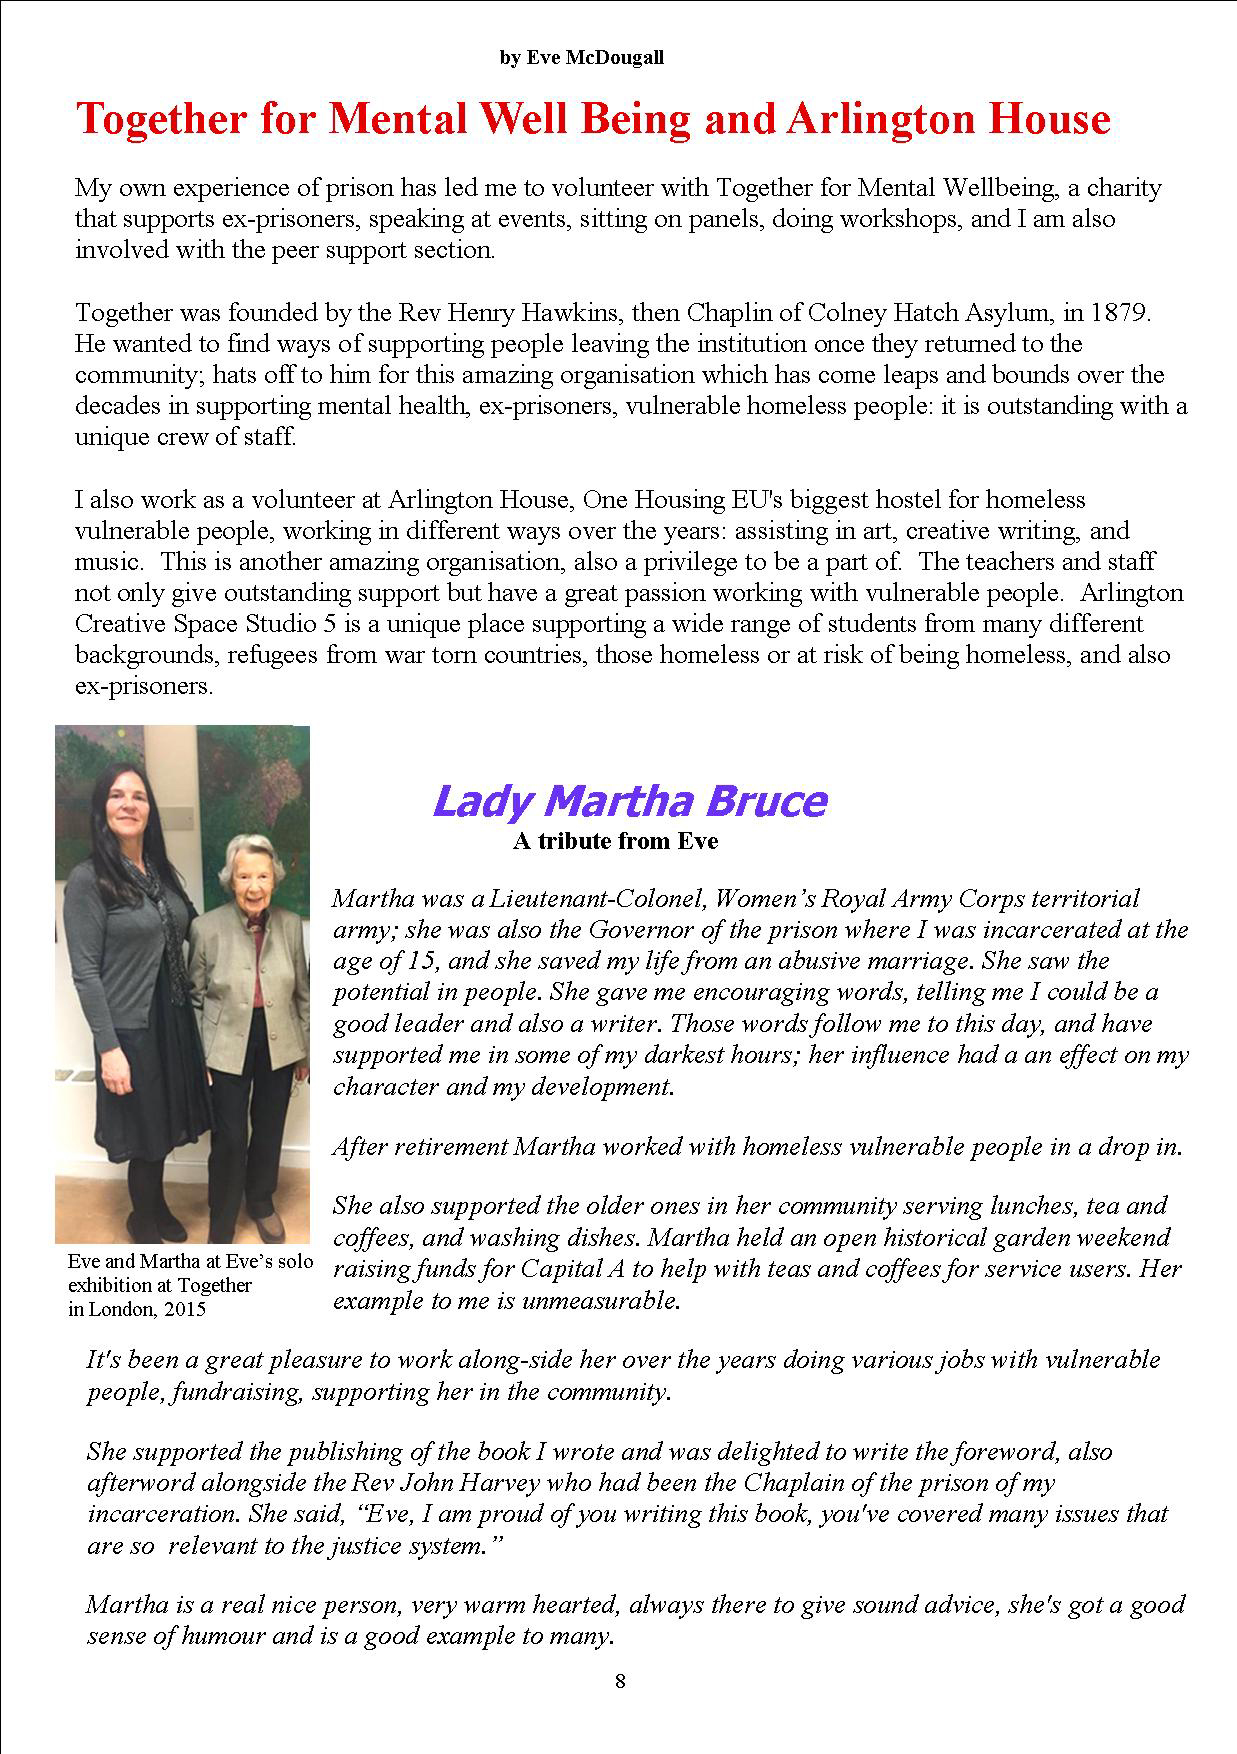 by Eve McDougall
Together for Mental Well Being and Arlington House
My own experience of prison has led me to volunteer with Together for Mental Wellbeing, a charity
that supports ex-prisoners, speaking at events, sitting on panels, doing workshops, and I am also
involved with the peer support section.
Together was founded by the Rev Henry Hawkins, then Chaplin of Colney Hatch Asylum, in 1879.
He wanted to find ways of supporting people leaving the institution once they returned to the
community; hats off to him for this amazing organisation which has come leaps and bounds over the
decades in supporting mental health, ex-prisoners, vulnerable homeless people: it is outstanding with a
unique crew of staff.
I also work as a volunteer at Arlington House, One Housing EU's biggest hostel for homeless
vulnerable people, working in different ways over the years: assisting in art, creative writing, and
music.  This is another amazing organisation, also a privilege to be a part of.  The teachers and staff
not only give outstanding support but have a great passion working with vulnerable people.  Arlington
Creative Space Studio 5 is a unique place supporting a wide range of students from many different
backgrounds, refugees from war torn countries, those homeless or at risk of being homeless, and also
ex-prisoners.
Lady Martha Bruce
A tribute from Eve
Martha was a Lieutenant-Colonel, Women’s Royal Army Corps territorial
army; she was also the Governor of the prison where I was incarcerated at the
age of 15, and she saved my life from an abusive marriage. She saw the
potential in people. She gave me encouraging words, telling me I could be a
good leader and also a writer. Those words follow me to this day, and have
supported me in some of my darkest hours; her influence had a an effect on my
character and my development.
After retirement Martha worked with homeless vulnerable people in a drop in.
She also supported the older ones in her community serving lunches, tea and
coffees, and washing dishes. Martha held an open historical garden weekend
raising funds for Capital A to help with teas and coffees for service users. Her
example to me is unmeasurable.
Eve and Martha at Eve’s solo
exhibition at Together
in London, 2015
It's been a great pleasure to work along-side her over the years doing various jobs with vulnerable
people, fundraising, supporting her in the community.
She supported the publishing of the book I wrote and was delighted to write the foreword, also
afterword alongside the Rev John Harvey who had been the Chaplain of the prison of my
incarceration. She said, “Eve, I am proud of you writing this book, you've covered many issues that
are so  relevant to the justice system.”
Martha is a real nice person, very warm hearted, always there to give sound advice, she's got a good
sense of humour and is a good example to many.
8